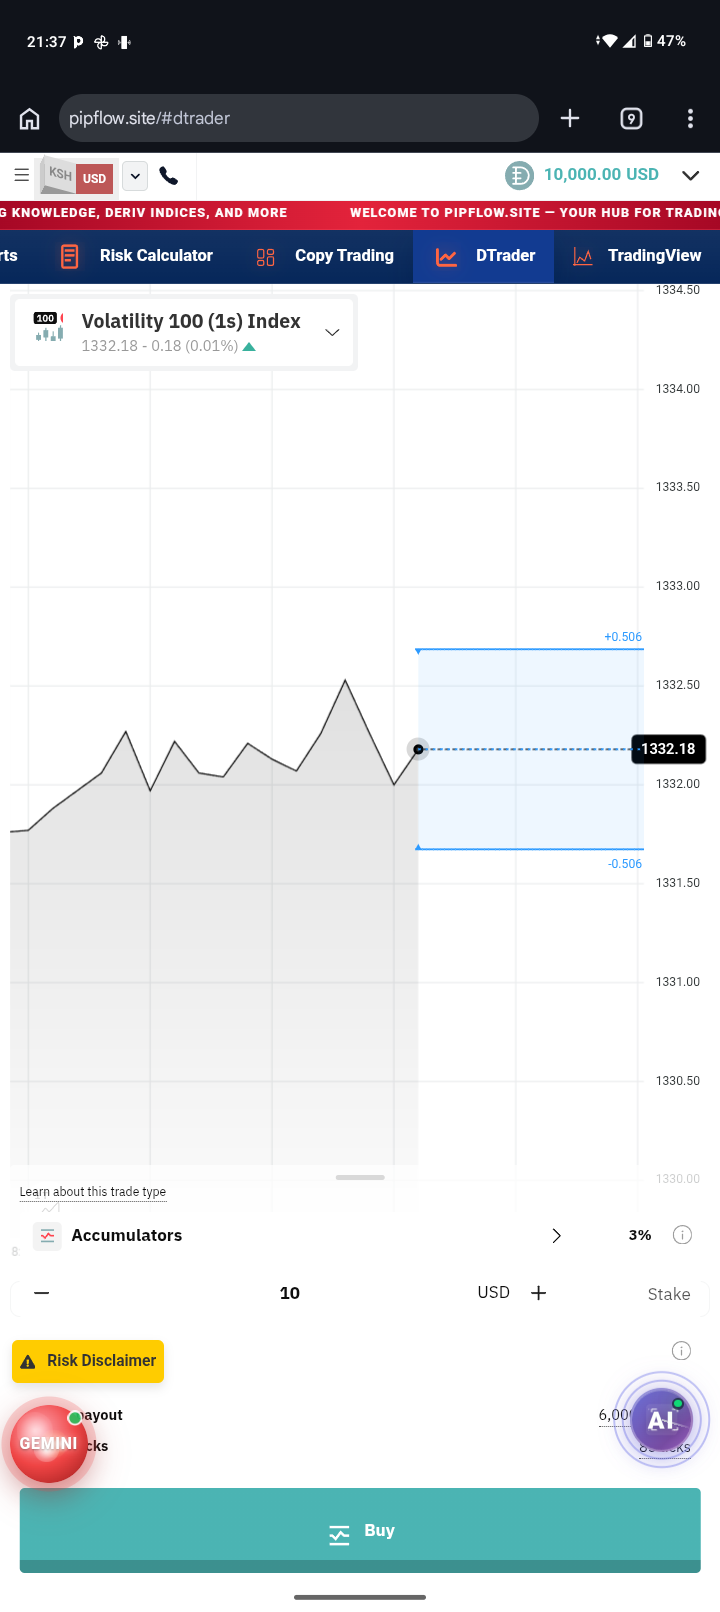 21:37
47%
pipflow.site/#dtrader
9
KSH USD
10,000.00 USD
G KNOWLEDGE, DERIV INDICES, AND MORE WELCOME TO PIPFLOW.SITE — YOUR HUB FOR TRADING
rts Risk Calculator Copy Trading DTrader TradingView
1334.50
100
Volatility 100 (1s) Index
1332.18 - 0.18 (0.01%)
1334.00
1333.50
1333.00
+0.506
1332.50
1332.18
1332.00
-0.506
1331.50
1331.00
1330.50
1330.00
Learn about this trade type
Accumulators 3%
8
10 USD Stake
Risk Disclaimer
ayout 6,00
GEMINI
AI
cks
Buy